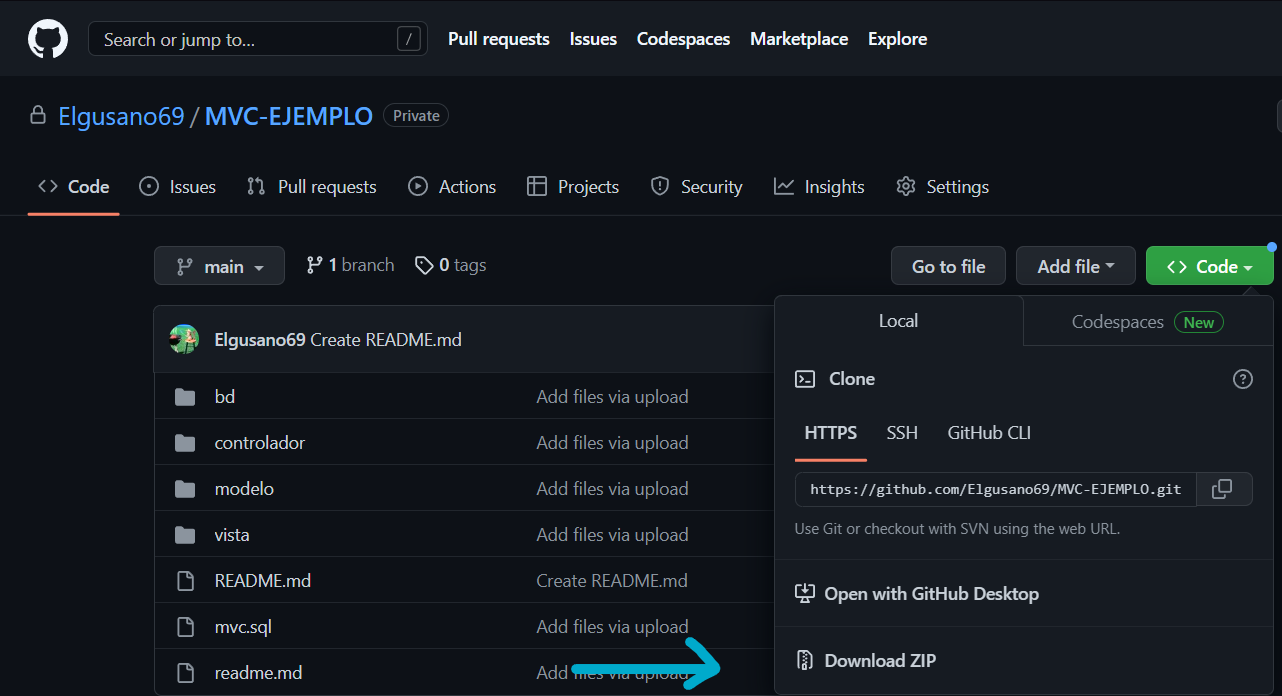 Search or jump to... /
Pull requests Issues Codespaces Marketplace Explore
Elgusano69 / MVC-EJEMPLO Private
Code Issues Pull requests Actions Projects Security Insights Settings
main 1 branch 0 tags Go to file Add file Code
Elgusano69 Create README.md
bd Add files via upload
controlador Add files via upload
modelo Add files via upload
vista Add files via upload
README.md Create README.md
mvc.sql Add files via upload
readme.md Add files via upload
Local Codespaces New
Clone ?
HTTPS SSH GitHub CLI
https://github.com/Elgusano69/MVC-EJEMPLO.git
Use Git or checkout with SVN using the web URL.
Open with GitHub Desktop
Download ZIP